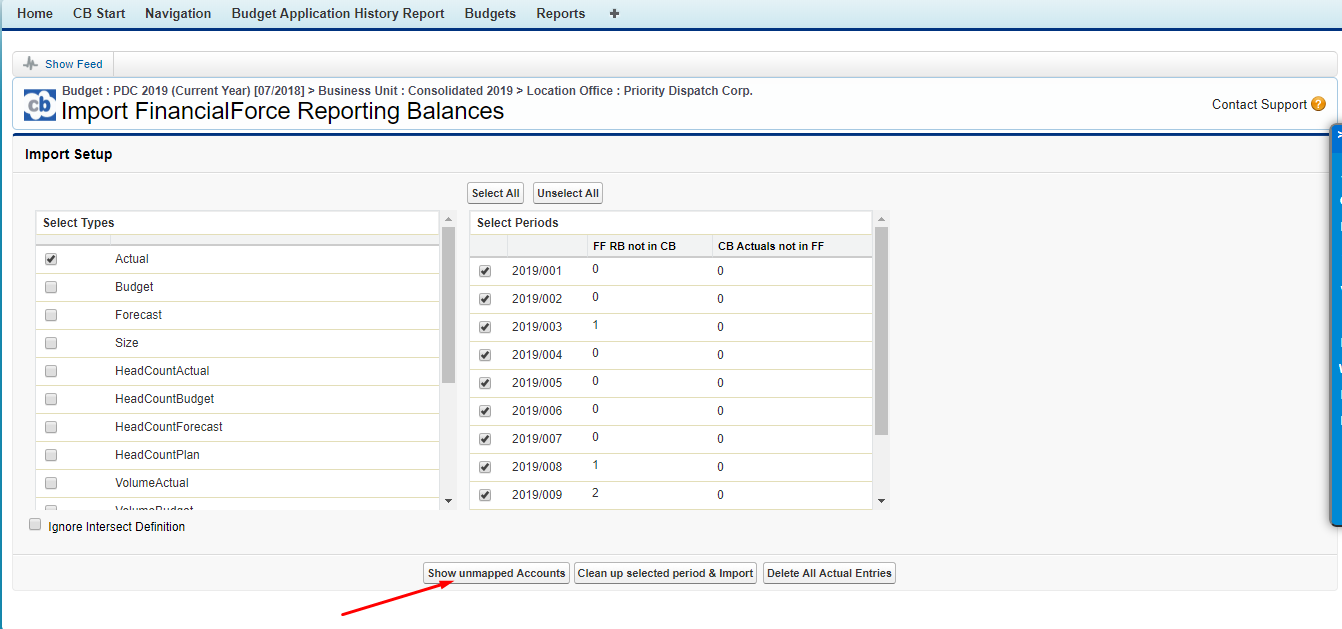 Home CB Start Navigation Budget Application History Report Budgets Reports +
Show Feed
Budget : PDC 2019 (Current Year) [07/2018] > Business Unit : Consolidated 2019 > Location Office : Priority Dispatch Corp.
cb Import FinancialForce Reporting Balances
Contact Support ?
Import Setup
Select All Unselect All
Select Types
Actual
Budget
Forecast
Size
HeadCountActual
HeadCountBudget
HeadCountForecast
HeadCountPlan
VolumeActual
VolumeBudget
Select Periods
FF RB not in CB CB Actuals not in FF
2019/001 0 0
2019/002 0 0
2019/003 1 0
2019/004 0 0
2019/005 0 0
2019/006 0 0
2019/007 0 0
2019/008 1 0
2019/009 2 0
Ignore Intersect Definition
Show unmapped Accounts Clean up selected period & Import Delete All Actual Entries